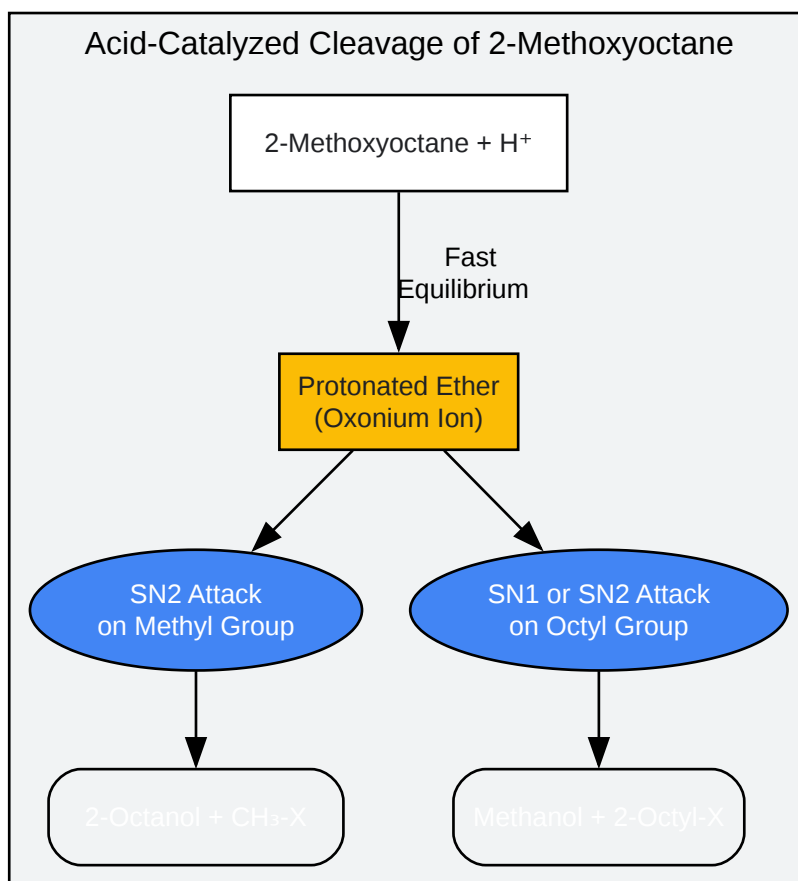 Acid-Catalyzed Cleavage of 2-Methoxyoctane
2-Methoxyoctane + H⁺
Fast
Equilibrium
Protonated Ether
(Oxonium Ion)
SN2 Attack
on Methyl Group
SN1 or SN2 Attack
on Octyl Group
2-Octanol + CH₃-X
Methanol + 2-Octyl-X